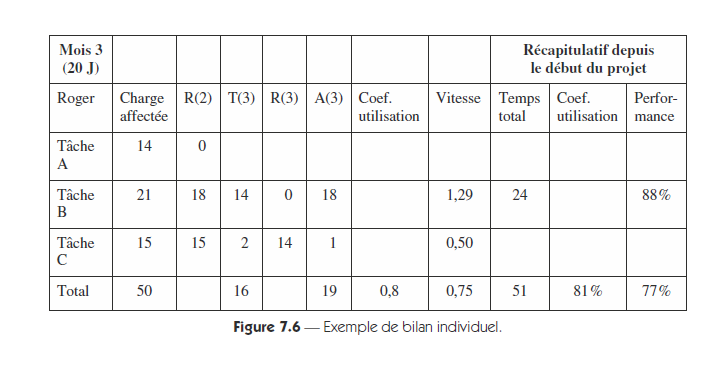 Mois 3 Récapitulatif depuis
(20 J) le début du projet
Roger Charge R(2) T(3) R(3) A(3) Coef. Vitesse Temps Coef. Perfor-
affectée utilisation total utilisation mance
Tâche 14 0
A
Tâche 21 18 14 0 18 1,29 24 88%
B
Tâche 15 15 2 14 1 0,50
C
Total 50 16 19 0,8 0,75 51 81% 77%
Figure 7.6 — Exemple de bilan individuel.